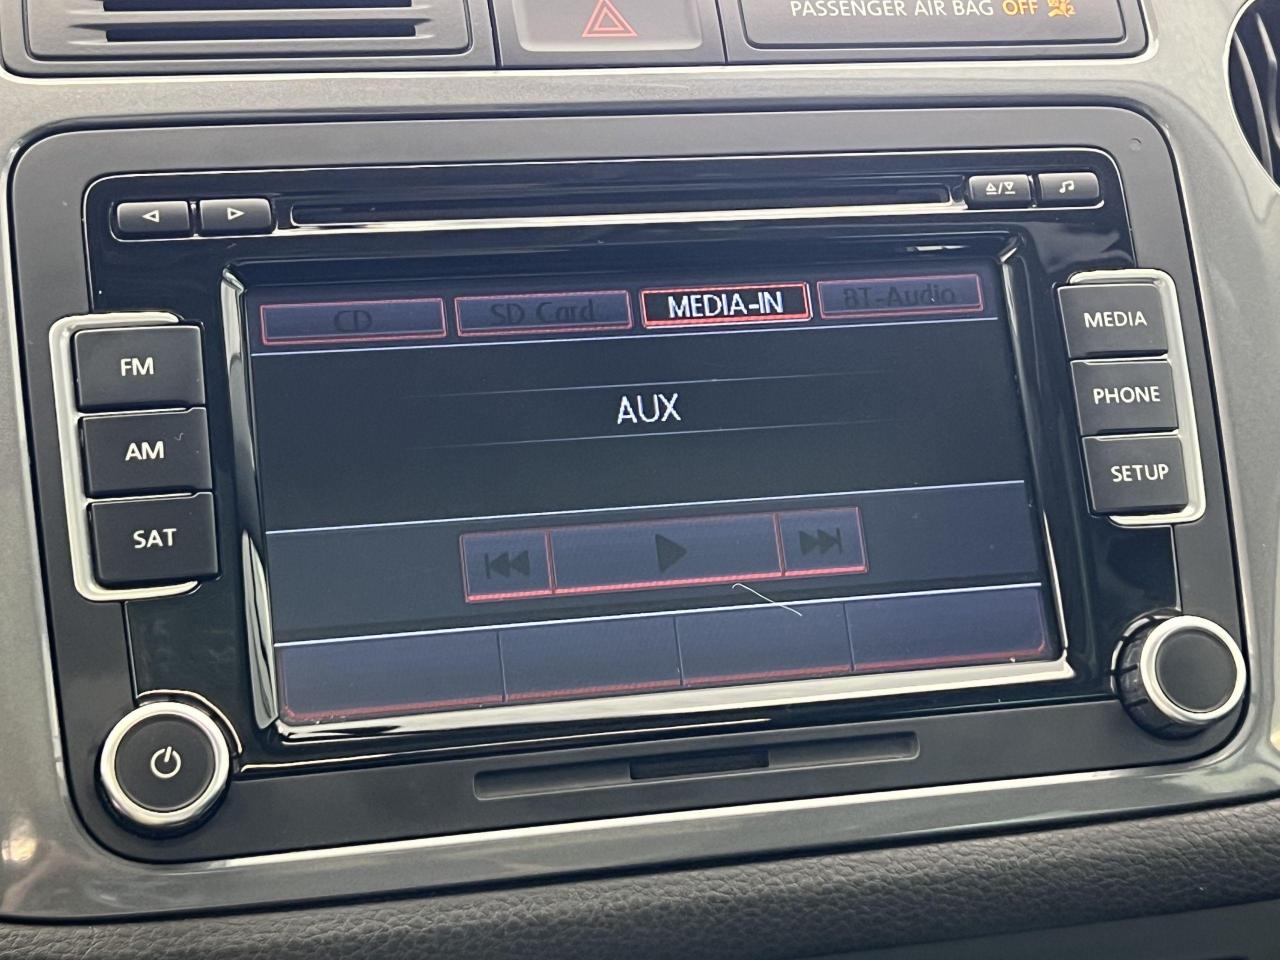 PASSENGER AIR BAG OFF
CD
SD Card
MEDIA-IN
BT-Audio
FM
AM
SAT
AUX
MEDIA
PHONE
SETUP